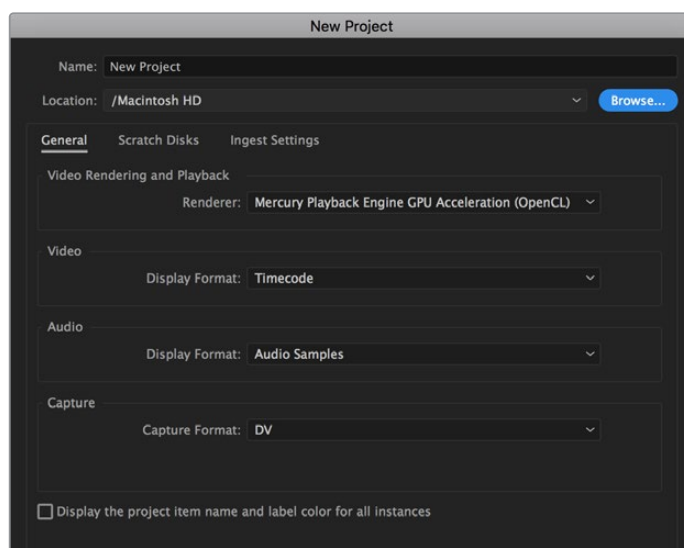 New Project
Name: New Project
Location: /Macintosh HD Browse...
General Scratch Disks Ingest Settings
Video Rendering and Playback
Renderer: Mercury Playback Engine GPU Acceleration (OpenCL)
Video
Display Format: Timecode
Audio
Display Format: Audio Samples
Capture
Capture Format: DV
Display the project item name and label color for all instances